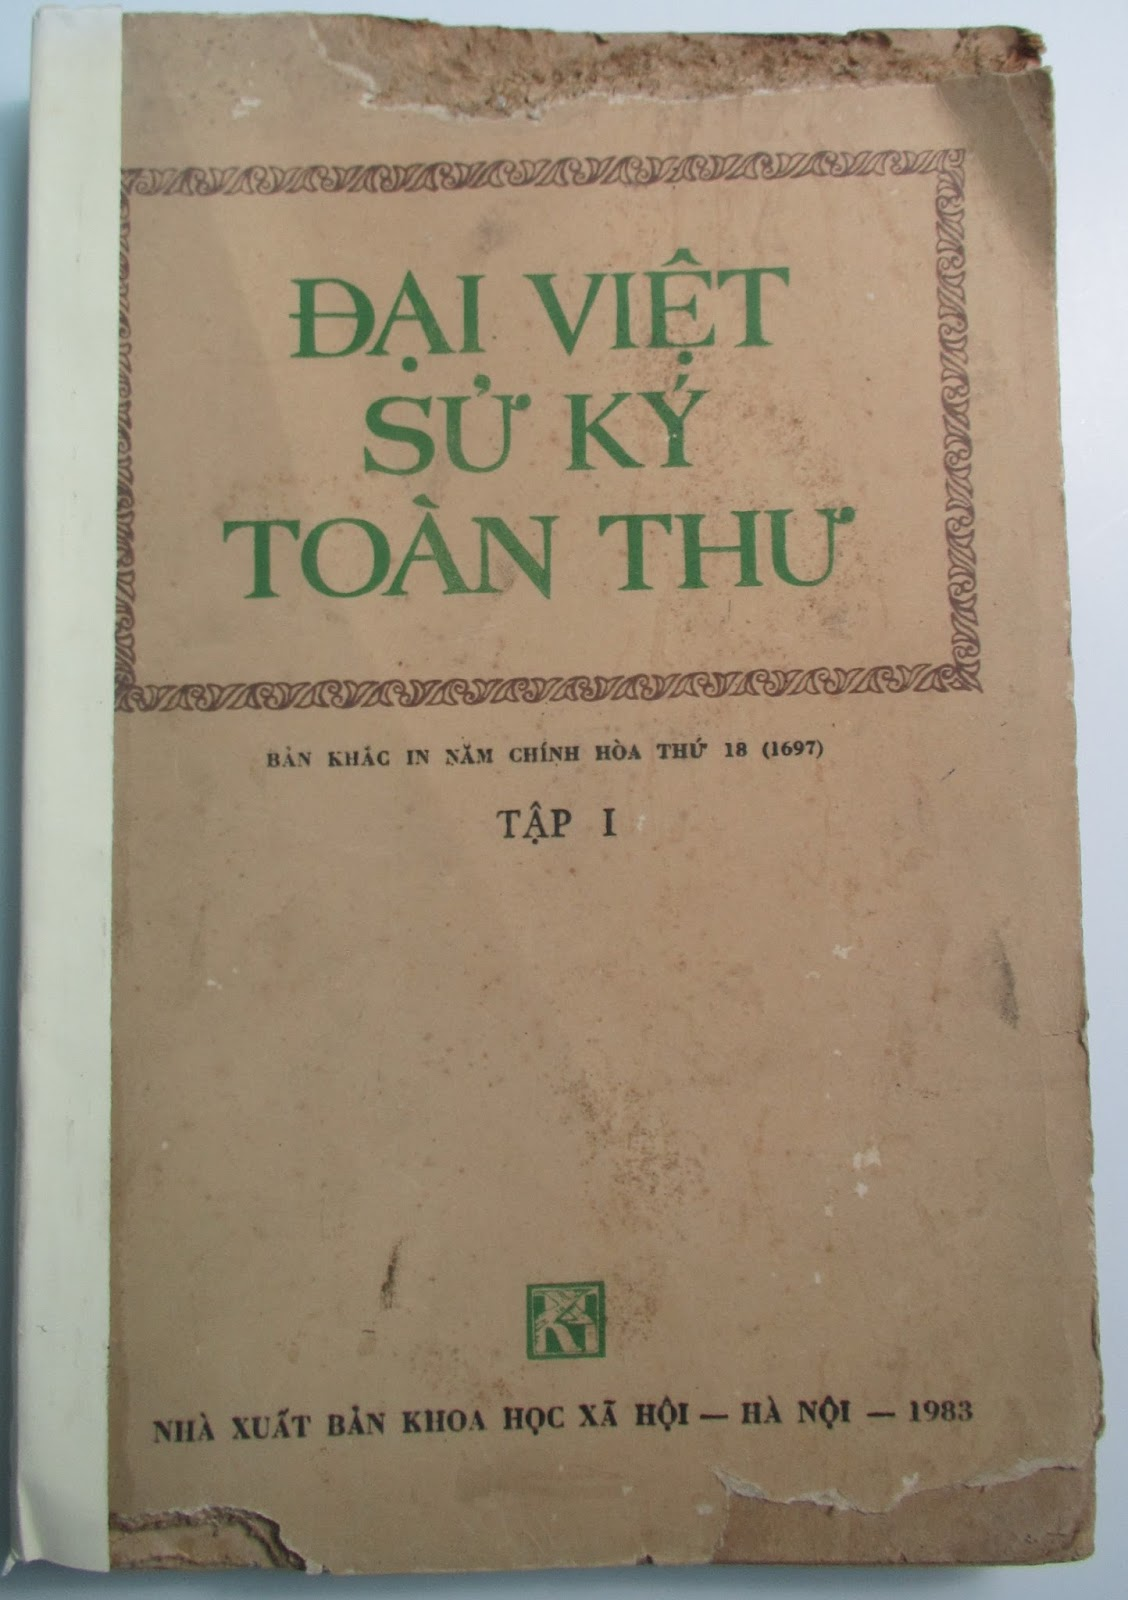 ĐẠI VIỆT
SỬ KÝ
TOÀN THƯ
BẢN KHẮC IN NĂM CHÍNH HÒA THỨ 18 (1697)
TẬP I
NHÀ XUẤT BẢN KHOA HỌC XÃ HỘI — HÀ NỘI — 1983